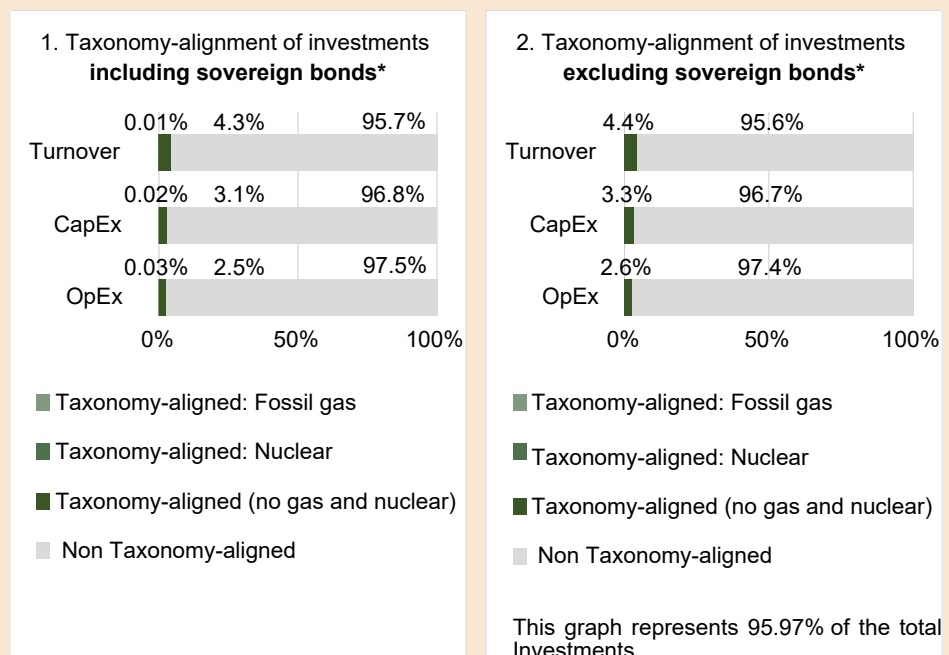 1. Taxonomy-alignment of investments
including sovereign bonds*
0.01% 4.3% 95.7%
Turnover
0.02% 3.1% 96.8%
CapEx
0.03% 2.5% 97.5%
OpEx
0% 50% 100%
Taxonomy-aligned: Fossil gas
Taxonomy-aligned: Nuclear
Taxonomy-aligned (no gas and nuclear)
Non Taxonomy-aligned
2. Taxonomy-alignment of investments
excluding sovereign bonds*
4.4% 95.6%
Turnover
3.3% 96.7%
CapEx
2.6% 97.4%
OpEx
0% 50% 100%
Taxonomy-aligned: Fossil gas
Taxonomy-aligned: Nuclear
Taxonomy-aligned (no gas and nuclear)
Non Taxonomy-aligned
This graph represents 95.97% of the total
Investments